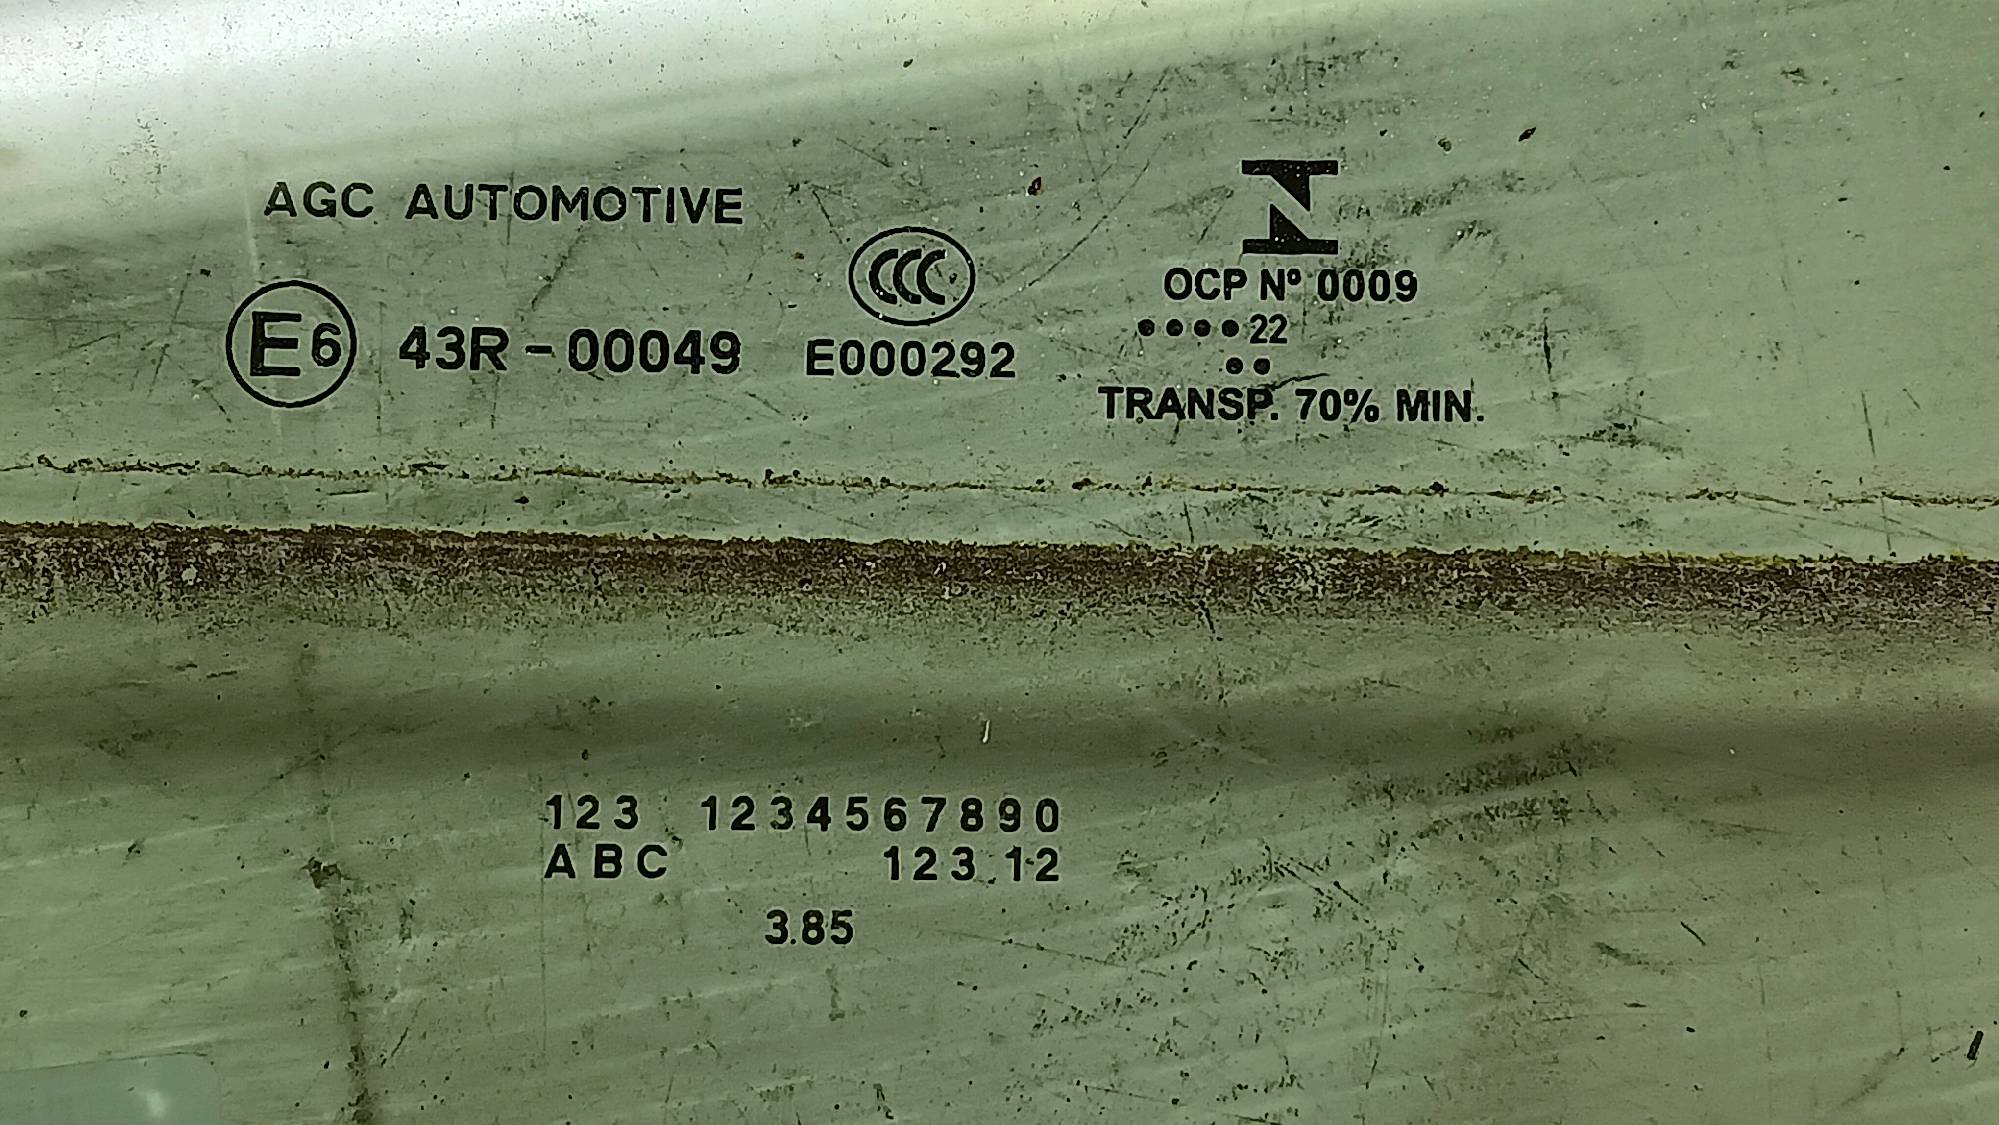 AGC AUTOMOTIVE
E6 43R-00049
CCC
E000292
N
OCP Nº 0009
••••22
••
TRANSP. 70% MIN.
123 1234567890
ABC 123 12
3.85